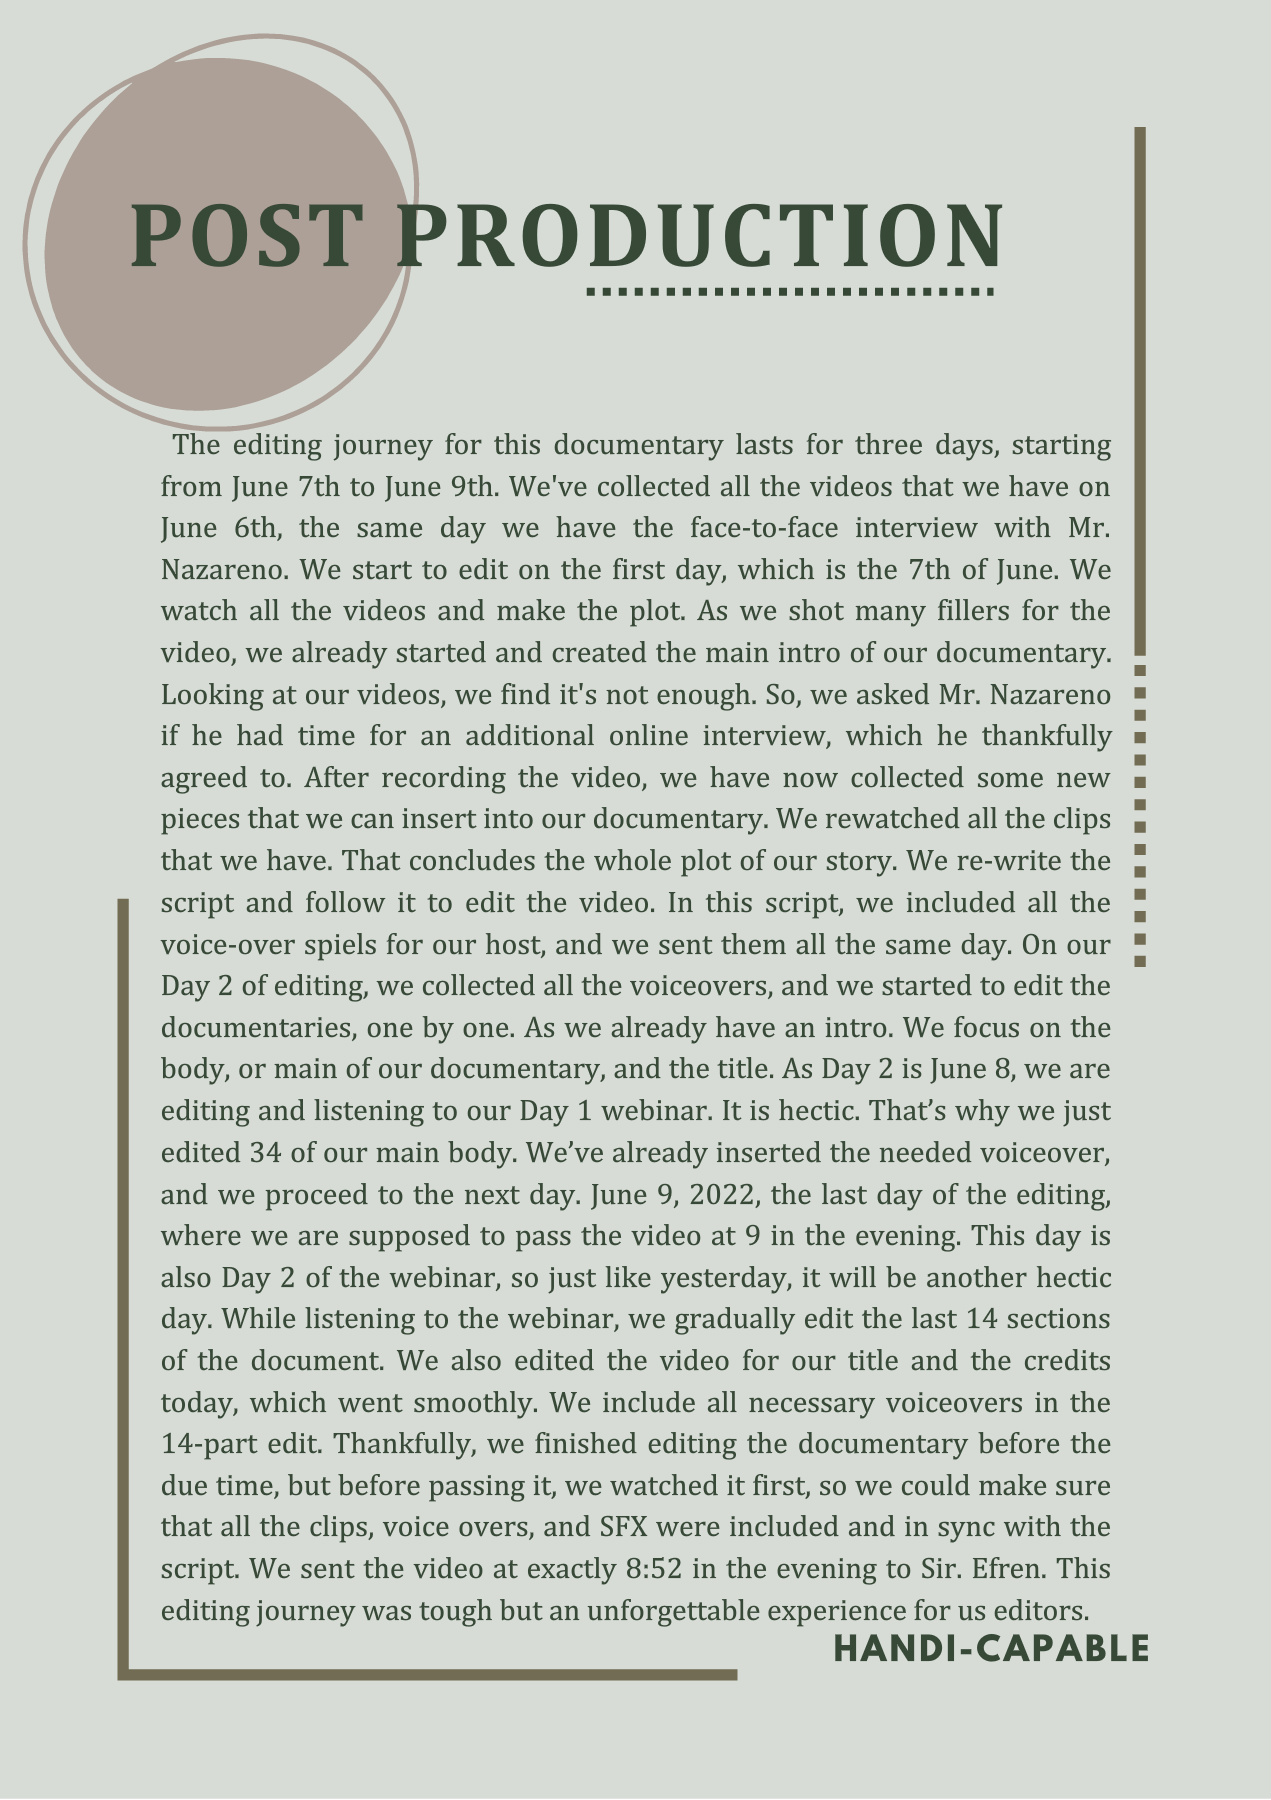 POST PRODUCTION
The editing journey for this documentary lasts for three days, starting
from June 7th to June 9th. We've collected all the videos that we have on
June 6th, the same day we have the face-to-face interview with Mr.
Nazareno. We start to edit on the first day, which is the 7th of June. We
watch all the videos and make the plot. As we shot many fillers for the
video, we already started and created the main intro of our documentary.
Looking at our videos, we find it's not enough. So, we asked Mr. Nazareno
if he had time for an additional online interview, which he thankfully
agreed to. After recording the video, we have now collected some new
pieces that we can insert into our documentary. We rewatched all the clips
that we have. That concludes the whole plot of our story. We re-write the
script and follow it to edit the video. In this script, we included all the
voice-over spiels for our host, and we sent them all the same day. On our
Day 2 of editing, we collected all the voiceovers, and we started to edit the
documentaries, one by one. As we already have an intro. We focus on the
body, or main of our documentary, and the title. As Day 2 is June 8, we are
editing and listening to our Day 1 webinar. It is hectic. That’s why we just
edited 34 of our main body. We’ve already inserted the needed voiceover,
and we proceed to the next day. June 9, 2022, the last day of the editing,
where we are supposed to pass the video at 9 in the evening. This day is
also Day 2 of the webinar, so just like yesterday, it will be another hectic
day. While listening to the webinar, we gradually edit the last 14 sections
of the document. We also edited the video for our title and the credits
today, which went smoothly. We include all necessary voiceovers in the
14-part edit. Thankfully, we finished editing the documentary before the
due time, but before passing it, we watched it first, so we could make sure
that all the clips, voice overs, and SFX were included and in sync with the
script. We sent the video at exactly 8:52 in the evening to Sir. Efren. This
editing journey was tough but an unforgettable experience for us editors.
HANDI-CAPABLE